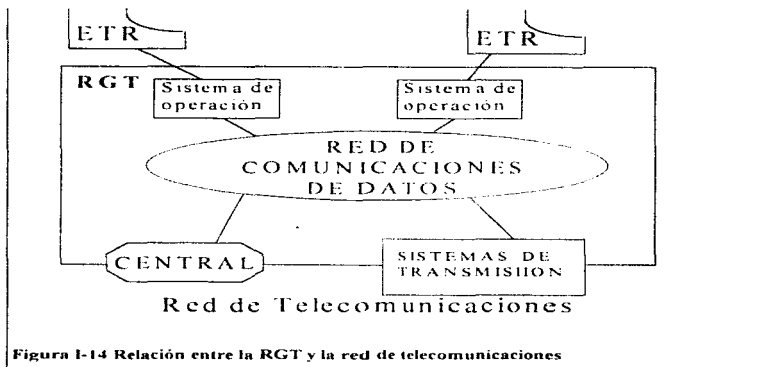 ETR
ETR
RGT
Sistema de
operación
Sistema de
operación
RED DE
COMUNICACIONES
DE DATOS
CENTRAL
SISTEMAS DE
TRANSMISIION
Red de Telecomunicaciones
Figura I-14 Relación entre la RGT y la red de telecomunicaciones